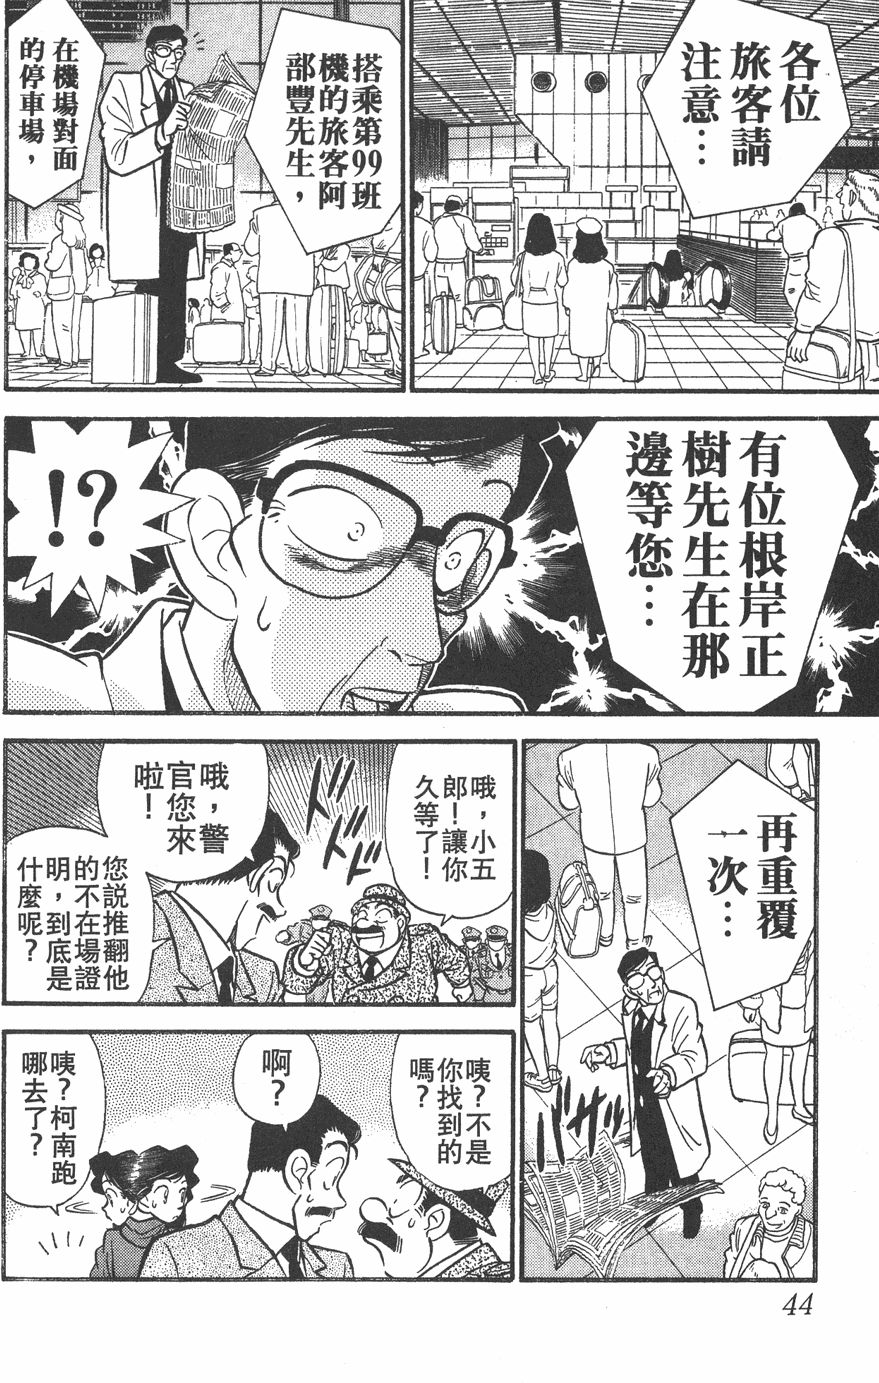 各位
旅客請
注意…
搭乘第99班
機的旅客阿
部豐先生，
在機場對面
的停車場，
有位根岸正
樹先生在那
邊等您…
!?
再重覆
一次…
哦，小五
郎！讓你
久等了！
ドドド
哦，警
官您來
啦！
您説推翻他
的不在場證
明，到底是
什麼呢？
咦？不是
你找到的
嗎？
啊？
咦？柯南跑
哪去了？
44